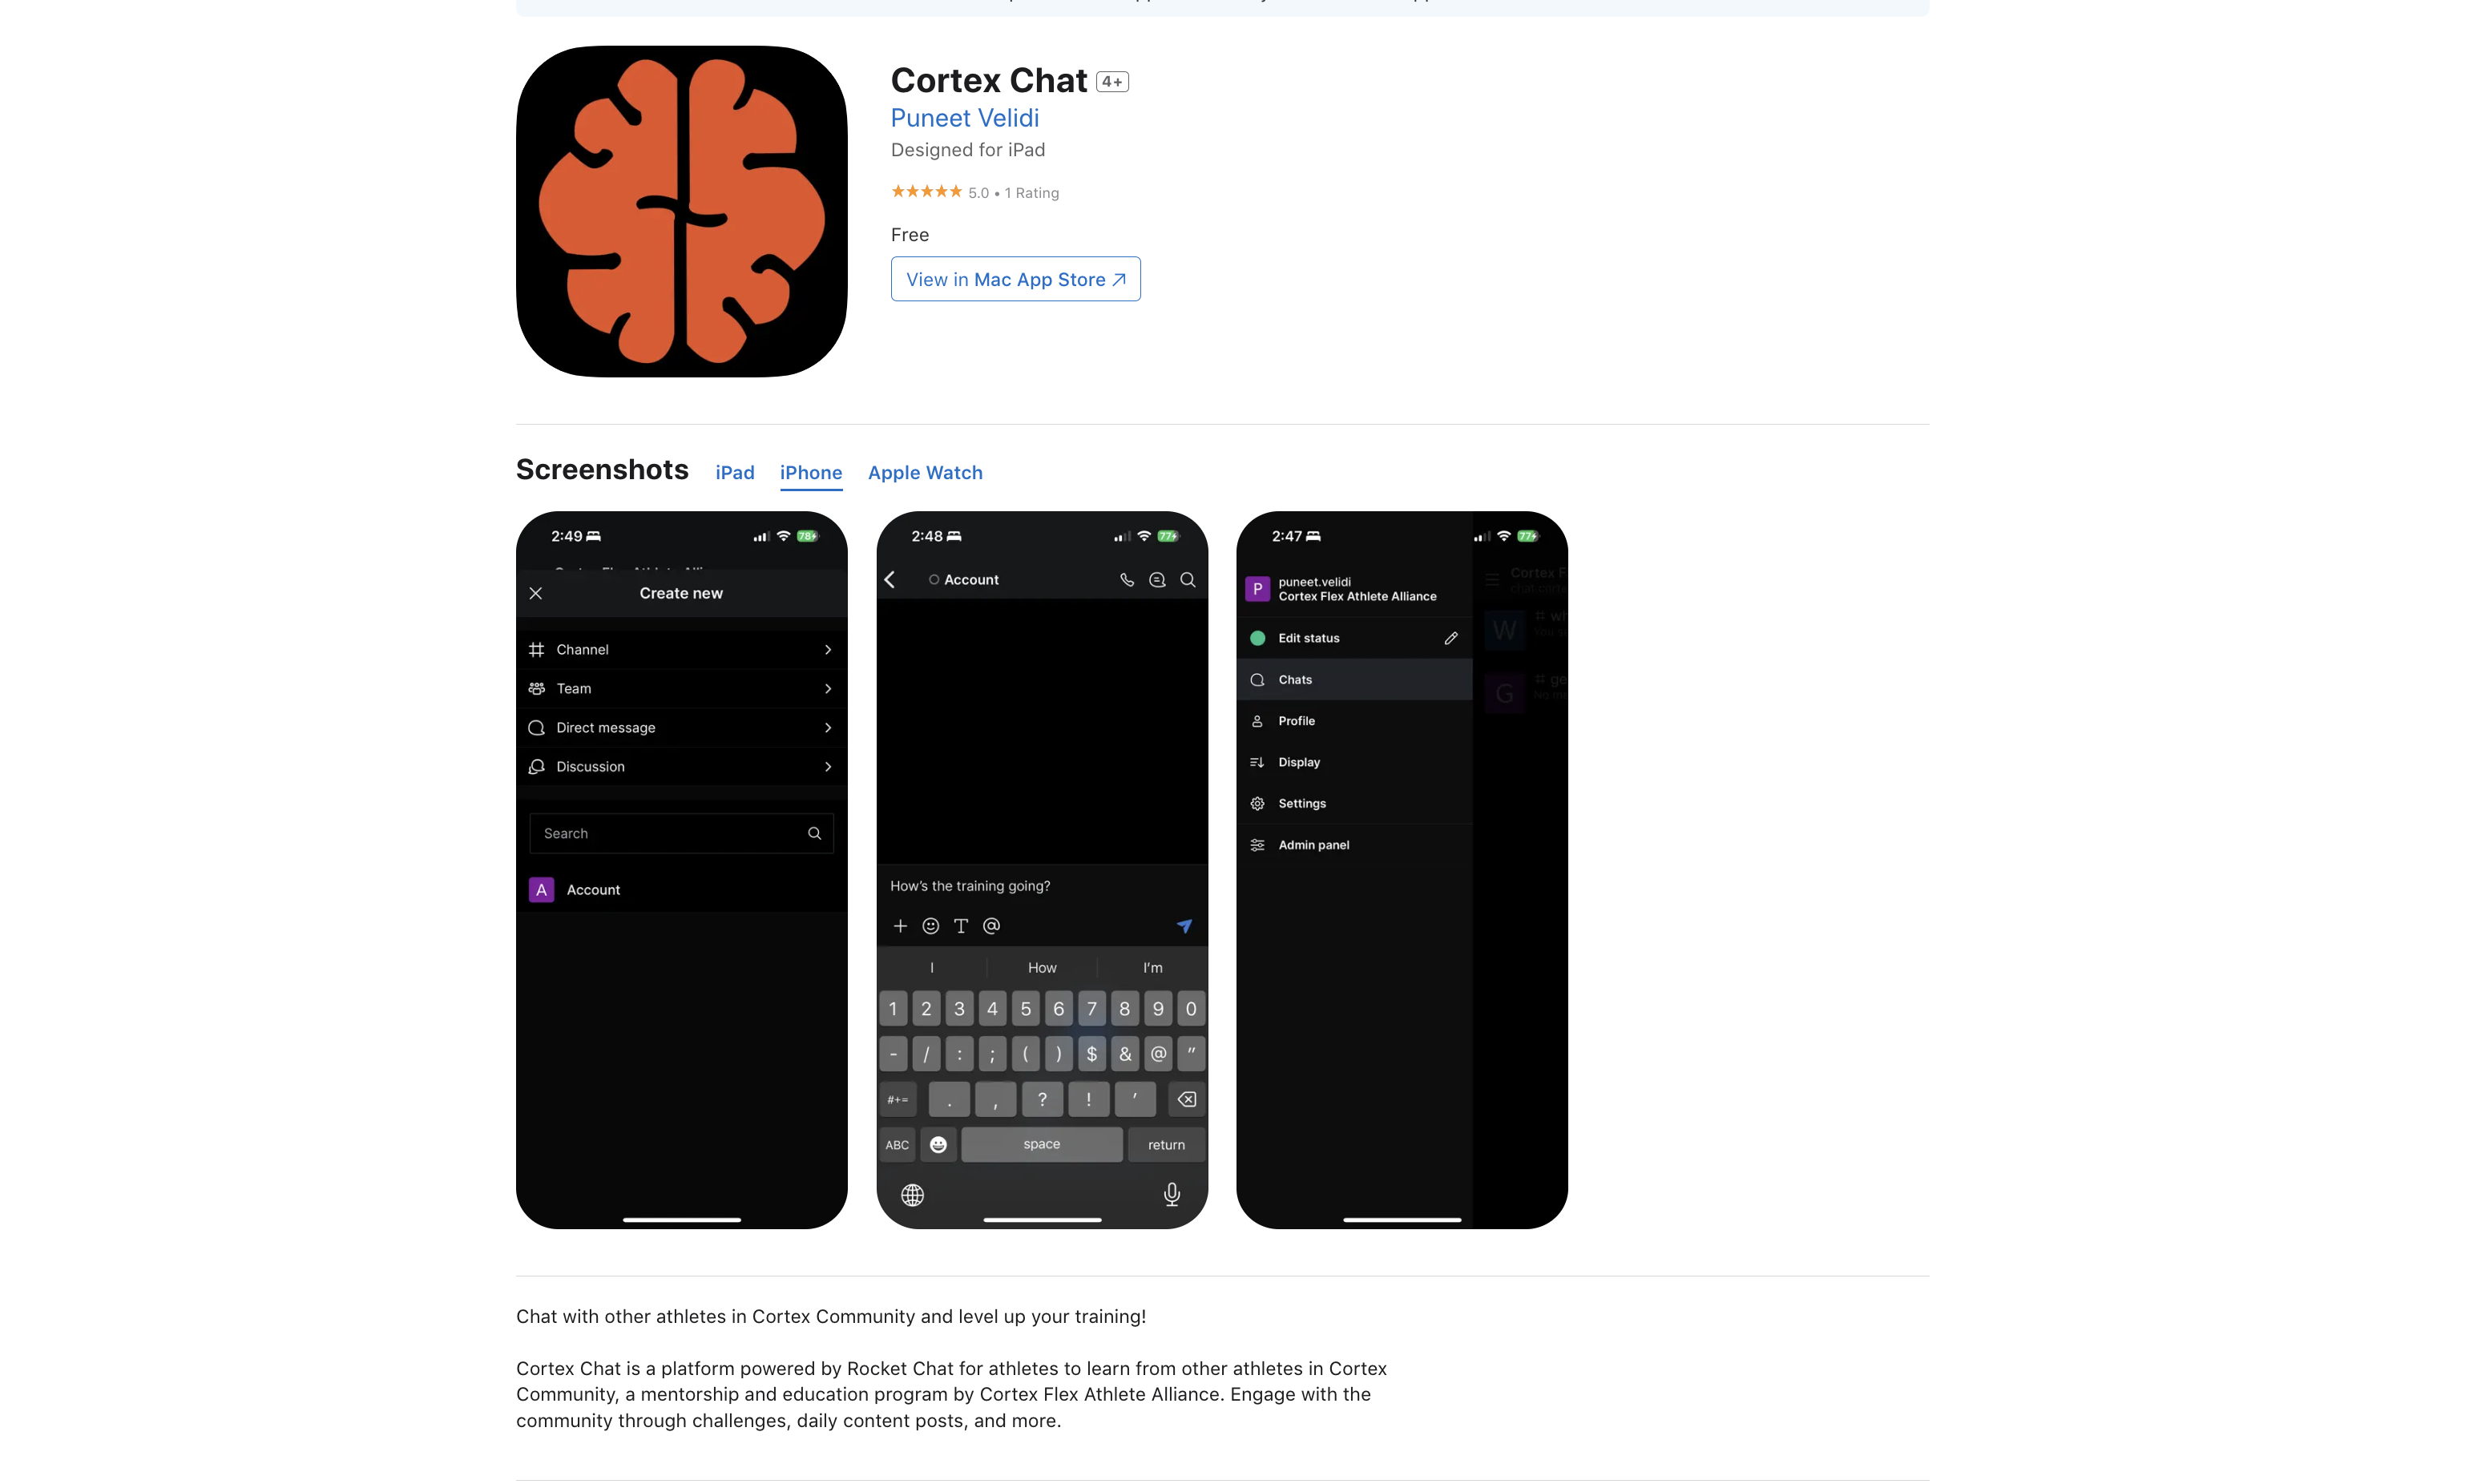 Cortex Chat 4+
Puneet Velidi
Designed for iPad
★★★★★ 5.0 • 1 Rating
Free
View in Mac App Store
Screenshots iPad iPhone Apple Watch
2:49
78
Create new
Channel
Team
Direct message
Discussion
Search
A Account
2:48
77
Account
How's the training going?
I How I'm
1 2 3 4 5 6 7 8 9 0
- / : ; ( ) $ & @ "
#+= . , ? ! '
ABC space return
2:47
77
P puneet.velidi
Cortex Flex Athlete Alliance
Edit status
Chats
Profile
Display
Settings
Admin panel
Cortex F
W
G
Chat with other athletes in Cortex Community and level up your training!
Cortex Chat is a platform powered by Rocket Chat for athletes to learn from other athletes in Cortex
Community, a mentorship and education program by Cortex Flex Athlete Alliance. Engage with the
community through challenges, daily content posts, and more.